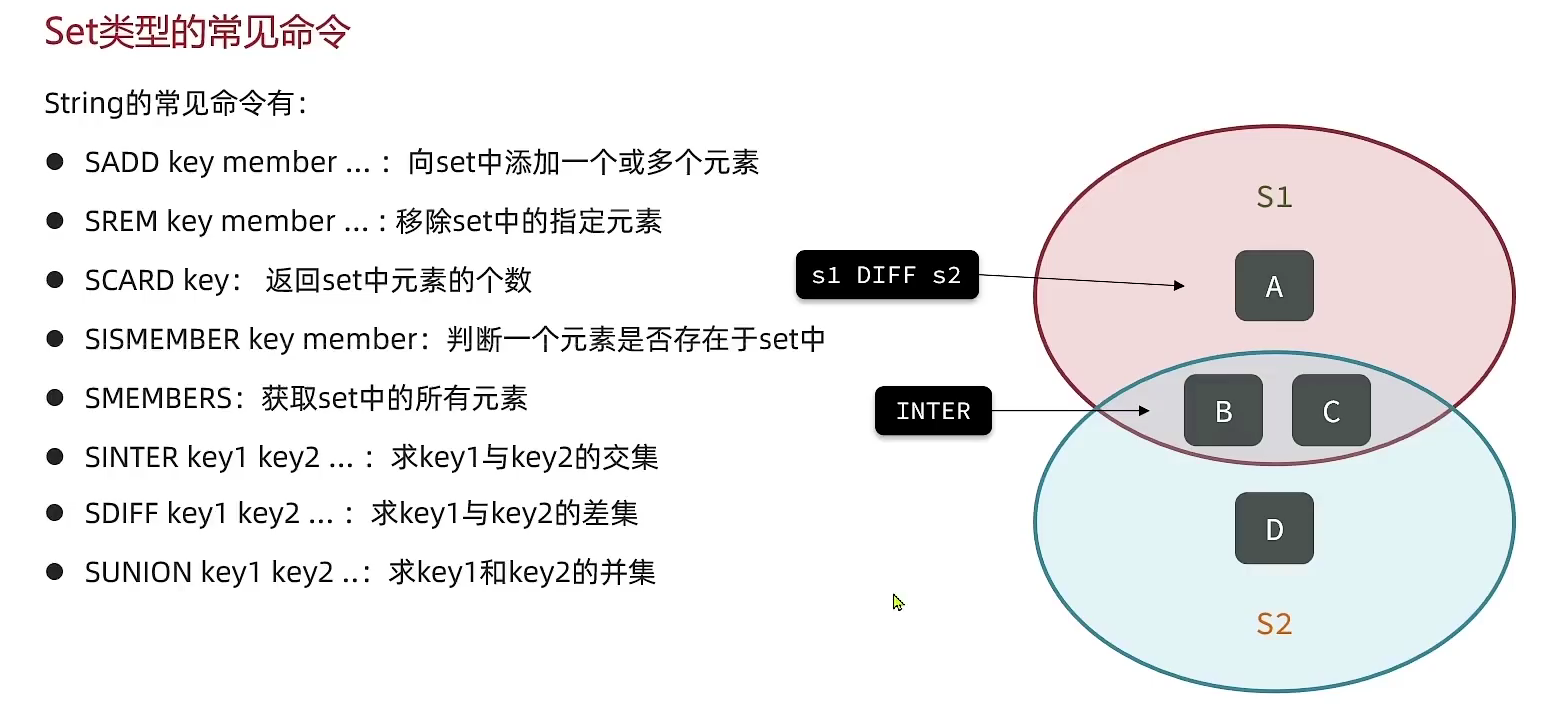 Set类型的常见命令
String的常见命令有：
● SADD key member ... ：向set中添加一个或多个元素
● SREM key member ... : 移除set中的指定元素
● SCARD key： 返回set中元素的个数
● SISMEMBER key member：判断一个元素是否存在于set中
● SMEMBERS：获取set中的所有元素
● SINTER key1 key2 ... ：求key1与key2的交集
● SDIFF key1 key2 ... ：求key1与key2的差集
● SUNION key1 key2 ..：求key1和key2的并集
S1
s1 DIFF s2
A
INTER
B
C
D
S2